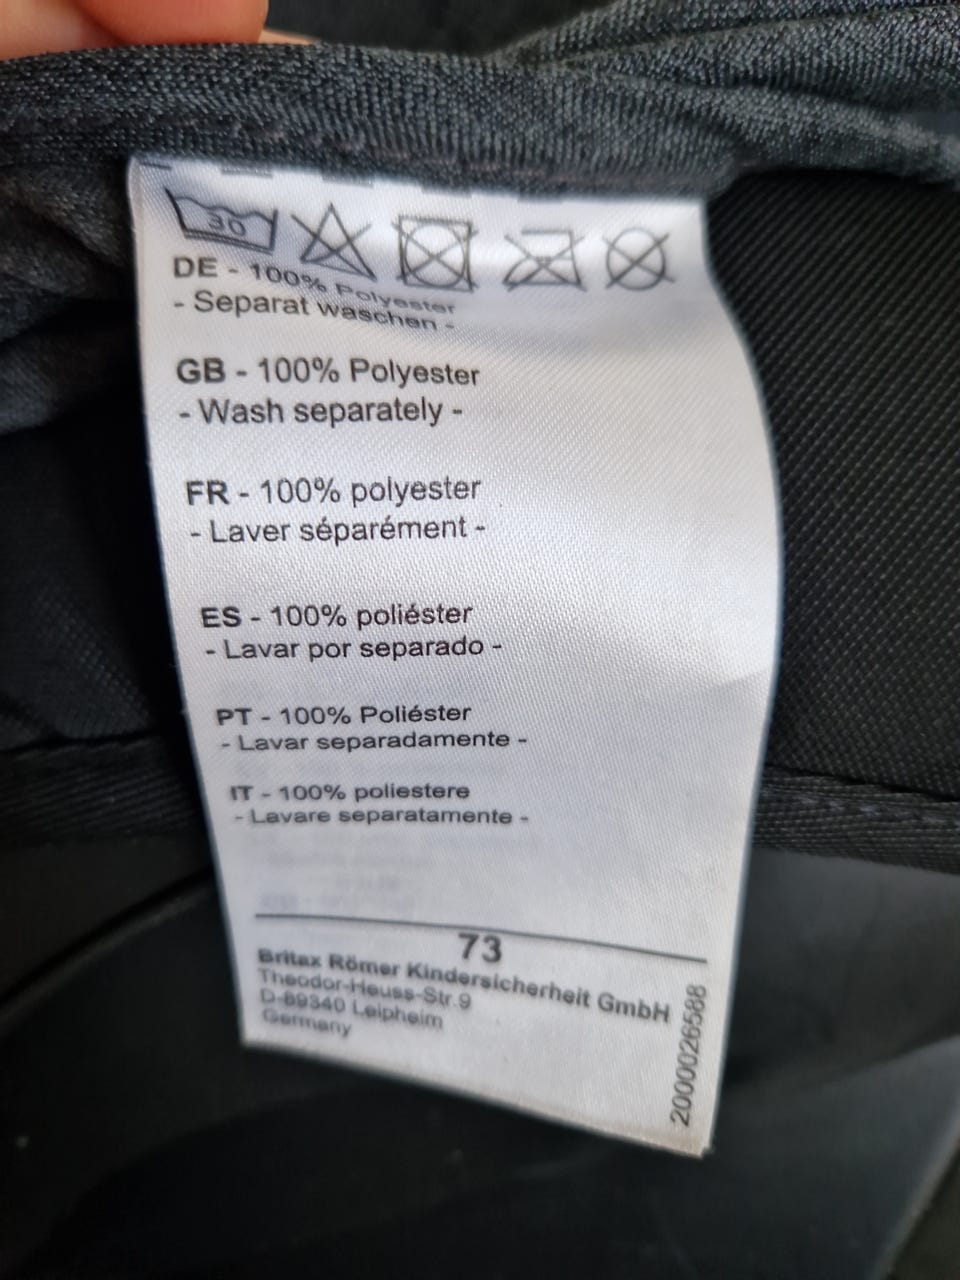 30
DE - 100% Polyester
- Separat waschen -
GB - 100% Polyester
- Wash separately -
FR - 100% polyester
- Laver séparément -
ES - 100% poliéster
- Lavar por separado -
PT - 100% Poliéster
- Lavar separadamente -
IT - 100% poliestere
- Lavare separatamente -
73
Britax Römer Kindersicherheit GmbH
Theodor-Heuss-Str.9
D-89340 Leipheim
Germany
2000026588